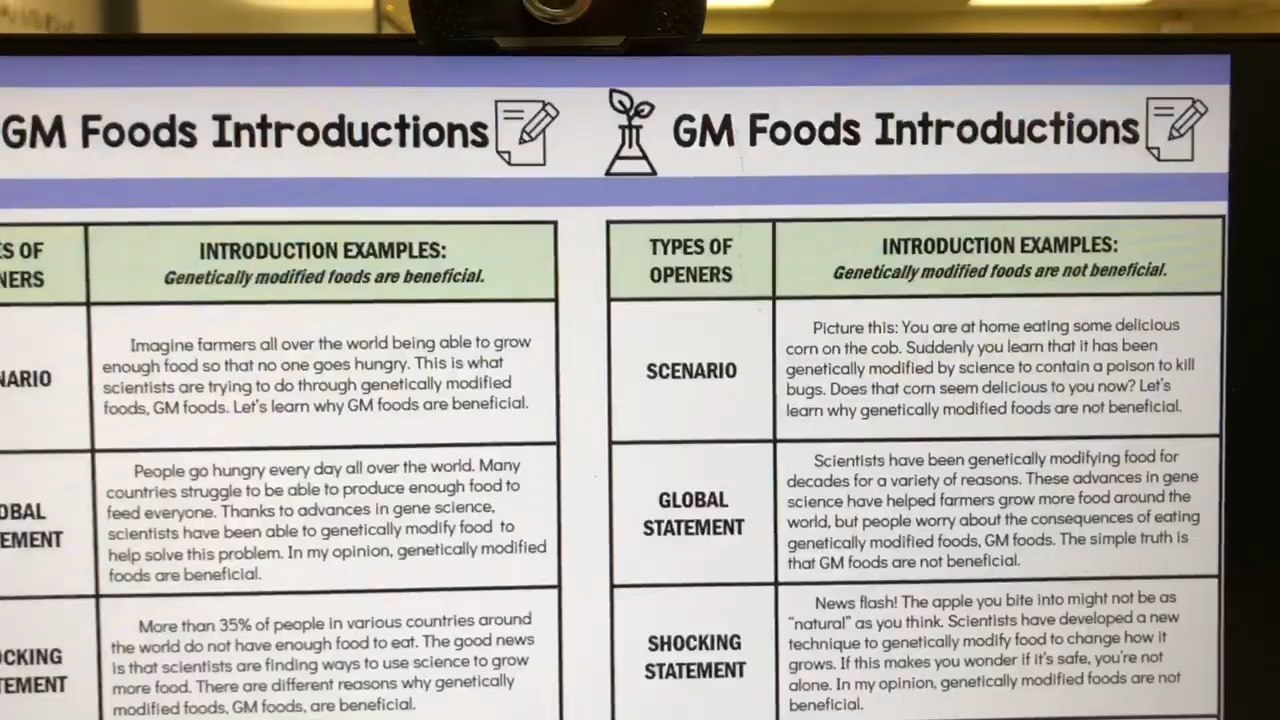 GM Foods Introductions
ES OF
NERS
INTRODUCTION EXAMPLES:
Genetically modified foods are beneficial.
NARIO
Imagine farmers all over the world being able to grow
enough food so that no one goes hungry. This is what
scientists are trying to do through genetically modified
foods, GM foods. Let's learn why GM foods are beneficial.
OBAL
EMENT
People go hungry every day all over the world. Many
countries struggle to be able to produce enough food to
feed everyone. Thanks to advances in gene science,
scientists have been able to genetically modify food to
help solve this problem. In my opinion, genetically modified
foods are beneficial.
CKING
TEMENT
More than 35% of people in various countries around
the world do not have enough food to eat. The good news
is that scientists are finding ways to use science to grow
more food. There are different reasons why genetically
modified foods, GM foods, are beneficial.
GM Foods Introductions
TYPES OF
OPENERS
INTRODUCTION EXAMPLES:
Genetically modified foods are not beneficial.
SCENARIO
Picture this: You are at home eating some delicious
corn on the cob. Suddenly you learn that it has been
genetically modified by science to contain a poison to kill
bugs. Does that corn seem delicious to you now? Let's
learn why genetically modified foods are not beneficial.
GLOBAL
STATEMENT
Scientists have been genetically modifying food for
decades for a variety of reasons. These advances in gene
science have helped farmers grow more food around the
world, but people worry about the consequences of eating
genetically modified foods, GM foods. The simple truth is
that GM foods are not beneficial.
SHOCKING
STATEMENT
News flash! The apple you bite into might not be as
"natural" as you think. Scientists have developed a new
technique to genetically modify food to change how it
grows. If this makes you wonder if it's safe, you're not
alone. In my opinion, genetically modified foods are not
beneficial.